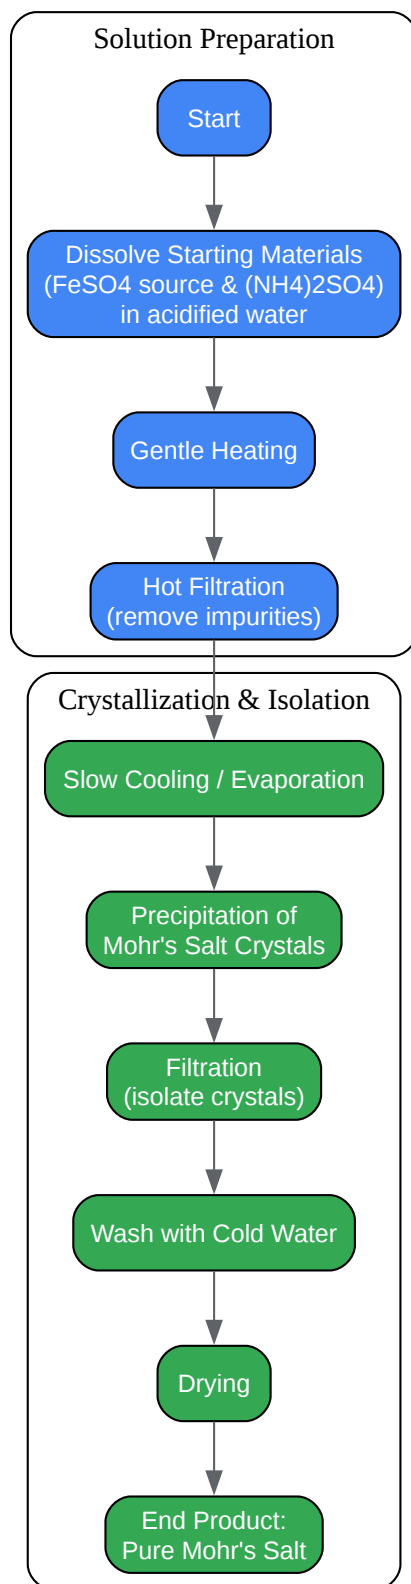 Solution Preparation
Start
Dissolve Starting Materials
(FeSO4 source & (NH4)2SO4)
in acidified water
Gentle Heating
Hot Filtration
(remove impurities)
Crystallization & Isolation
Slow Cooling / Evaporation
Precipitation of
Mohr's Salt Crystals
Filtration
(isolate crystals)
Wash with Cold Water
Drying
End Product:
Pure Mohr's Salt